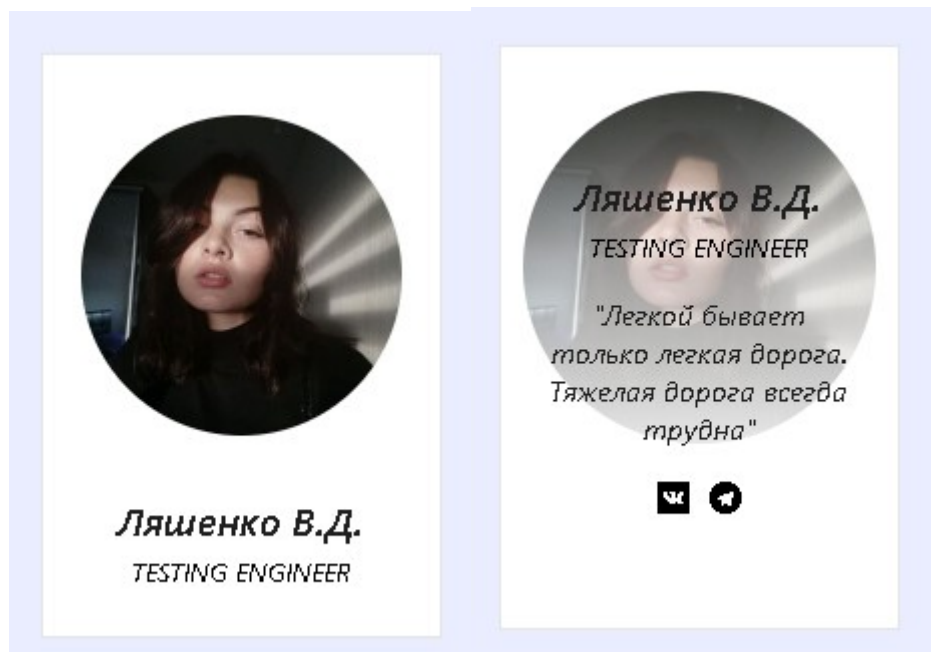 Ляшенко В.Д.
TESTING ENGINEER
Ляшенко В.Д.
TESTING ENGINEER
"Легкой бывает
только легкая дорога.
Тяжелая дорога всегда
трудна"